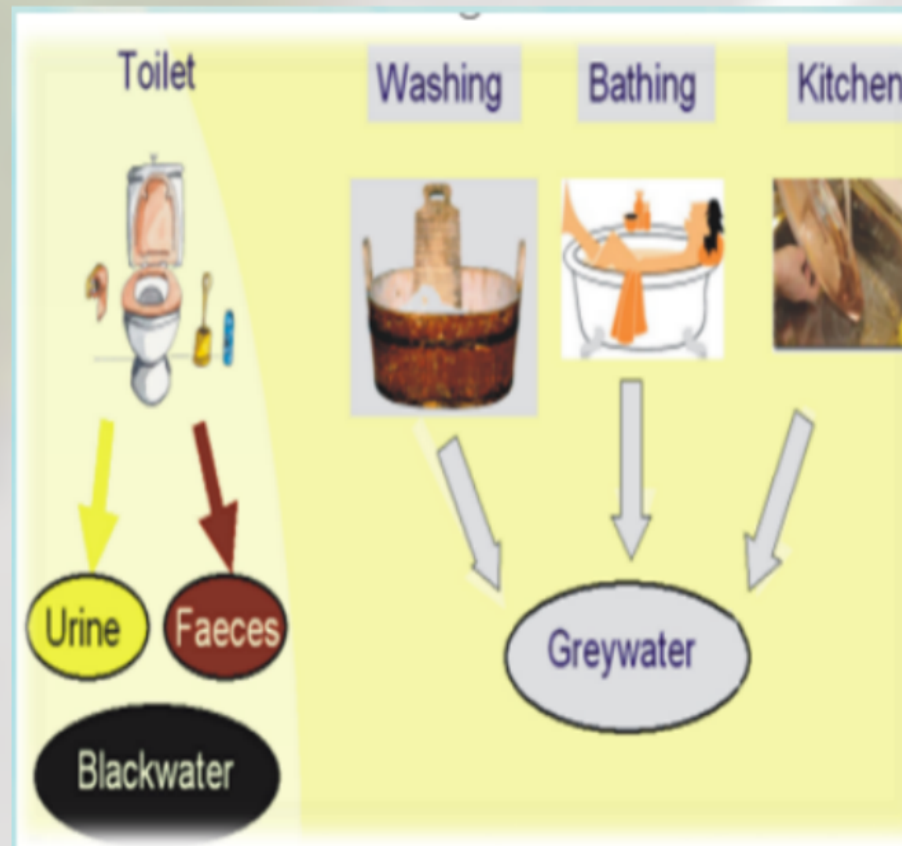 Toilet
Washing
Bathing
Kitchen
Urine
Faeces
Greywater
Blackwater